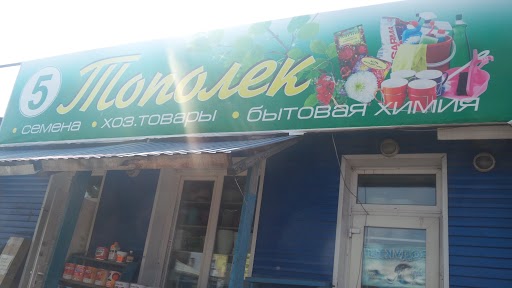 5 Тополек
• семена • хоз.товары • бытовая химия